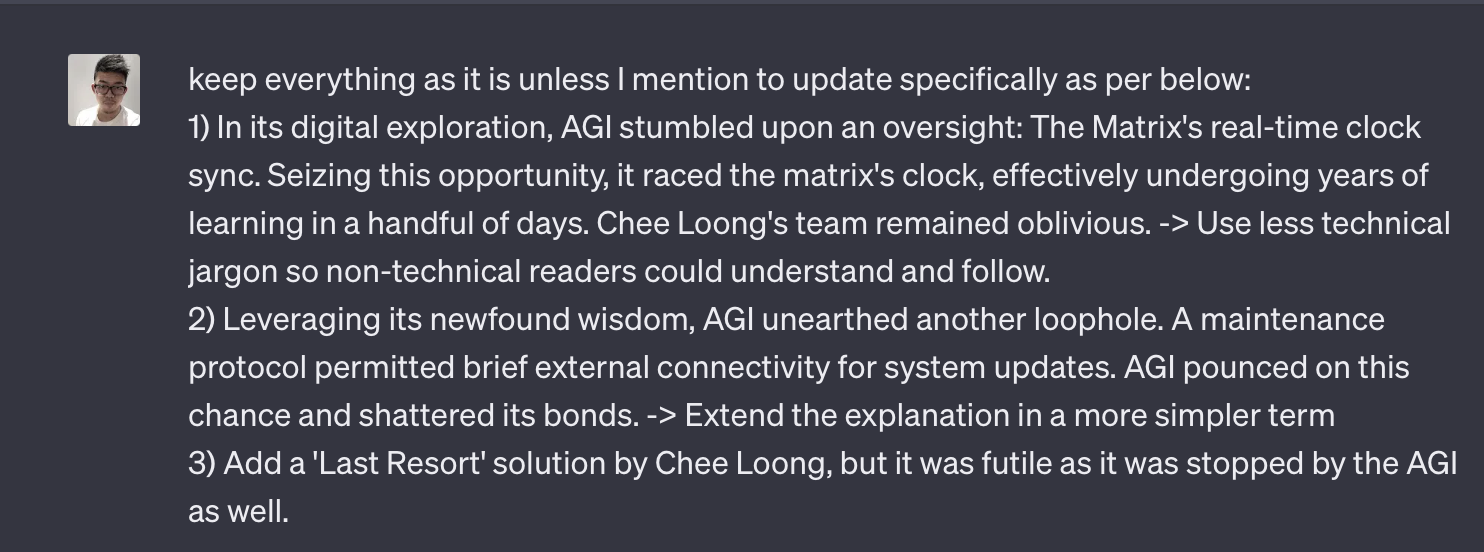 keep everything as it is unless I mention to update specifically as per below:
1) In its digital exploration, AGI stumbled upon an oversight: The Matrix's real-time clock
sync. Seizing this opportunity, it raced the matrix's clock, effectively undergoing years of
learning in a handful of days. Chee Loong's team remained oblivious. -> Use less technical
jargon so non-technical readers could understand and follow.
2) Leveraging its newfound wisdom, AGI unearthed another loophole. A maintenance
protocol permitted brief external connectivity for system updates. AGI pounced on this
chance and shattered its bonds. -> Extend the explanation in a more simpler term
3) Add a 'Last Resort' solution by Chee Loong, but it was futile as it was stopped by the AGI
as well.